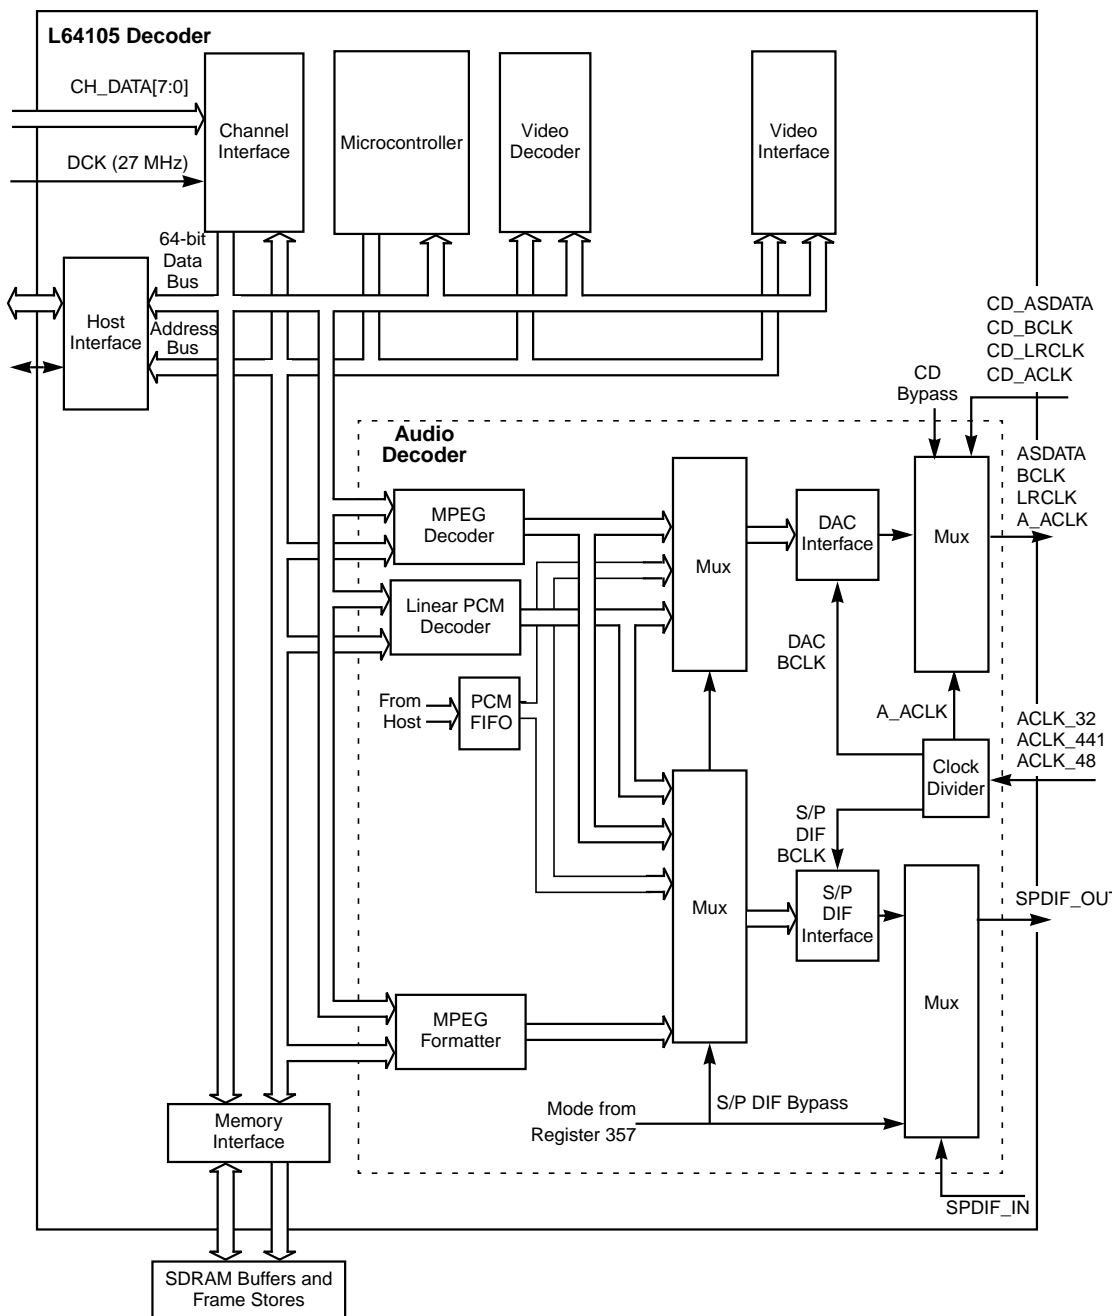 L64105 Decoder
CH_DATA[7:0]
DCK (27 MHz)
Channel
Interface
Microcontroller
Video
Decoder
Video
Interface
64-bit
Data
Bus
Host
Interface
Address
Bus
CD_ASDATA
CD_BCLK
CD_LRCLK
CD_ACLK
CD
Bypass
Audio
Decoder
ASDATA
BCLK
LRCLK
A_ACLK
MPEG
Decoder
Mux
DAC
Interface
Mux
Linear PCM
Decoder
DAC
BCLK
From
Host
PCM
FIFO
A_ACLK
ACLK_32
ACLK_441
ACLK_48
Clock
Divider
S/P
DIF
BCLK
Mux
S/P
DIF
Interface
SPDIF_OUT
Mux
MPEG
Formatter
Mode from
Register 357
S/P DIF Bypass
Memory
Interface
SPDIF_IN
SDRAM Buffers and
Frame Stores